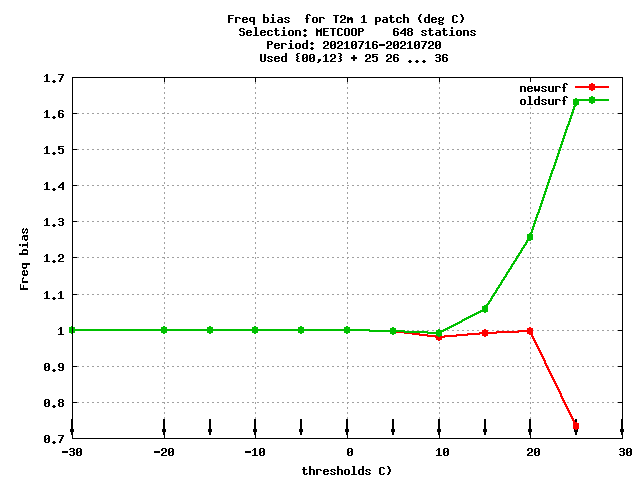 Freq bias  for T2m 1 patch (deg C)
Selection: METCOOP    648 stations
Period: 20210716-20210720
Used {00,12} + 25 26 ... 36
newsurf
oldsurf
1.7
1.6
1.5
1.4
1.3
1.2
1.1
1
0.9
0.8
0.7
Freq bias
-30 -20 -10 0 10 20 30
thresholds C)